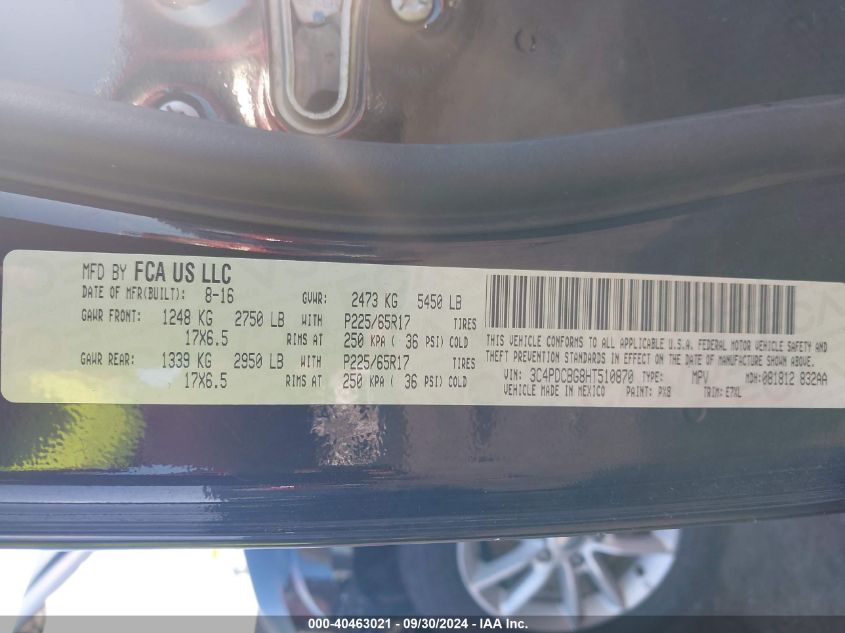 MFD BY FCA US LLC
DATE OF MFR(BUILT): 8-16 GVWR: 2473 KG 5450 LB
GAWR FRONT: 1248 KG 2750 LB WITH P225/65R17 TIRES
17X6.5 RIMS AT 250 KPA ( 36 PSI) COLD
GAWR REAR: 1339 KG 2950 LB WITH P225/65R17 TIRES
17X6.5 RIMS AT 250 KPA ( 36 PSI) COLD
THIS VEHICLE CONFORMS TO ALL APPLICABLE U.S.A. FEDERAL MOTOR VEHICLE SAFETY AND
THEFT PREVENTION STANDARDS IN EFFECT ON THE DATE OF MANUFACTURE SHOWN ABOVE.
VIN: 3C4PDCBG8HT510870 TYPE: MPV MDH: 081812 832AA
VEHICLE MADE IN MEXICO PAINT: PX8 TRIM: E7XL
000-40463021 - 09/30/2024 - IAA Inc.